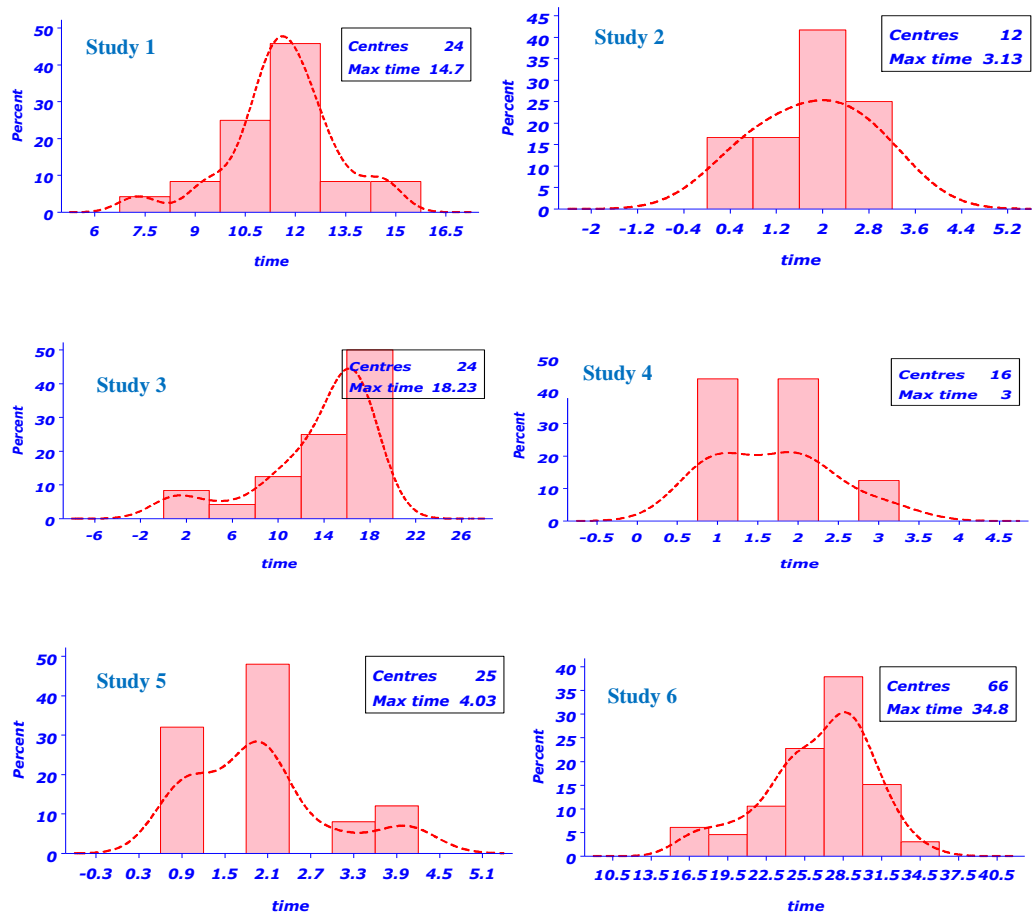 Study 1
Centres 24
Max time 14.7
Percent
50
40
30
20
10
0
6 7.5 9 10.5 12 13.5 15 16.5
time
Study 2
Centres 12
Max time 3.13
Percent
45
40
35
30
25
20
15
10
5
0
-2 -1.2 -0.4 0.4 1.2 2 2.8 3.6 4.4 5.2
time
Study 3
Centres 24
Max time 18.23
Percent
50
40
30
20
10
0
-6 -2 2 6 10 14 18 22 26
time
Study 4
Centres 16
Max time 3
Percent
50
40
30
20
10
0
-0.5 0 0.5 1 1.5 2 2.5 3 3.5 4 4.5
time
Study 5
Centres 25
Max time 4.03
Percent
50
40
30
20
10
0
-0.3 0.3 0.9 1.5 2.1 2.7 3.3 3.9 4.5 5.1
time
Study 6
Centres 66
Max time 34.8
Percent
40
35
30
25
20
15
10
5
0
10.5 13.5 16.5 19.5 22.5 25.5 28.5 31.5 34.5 37.5 40.5
time